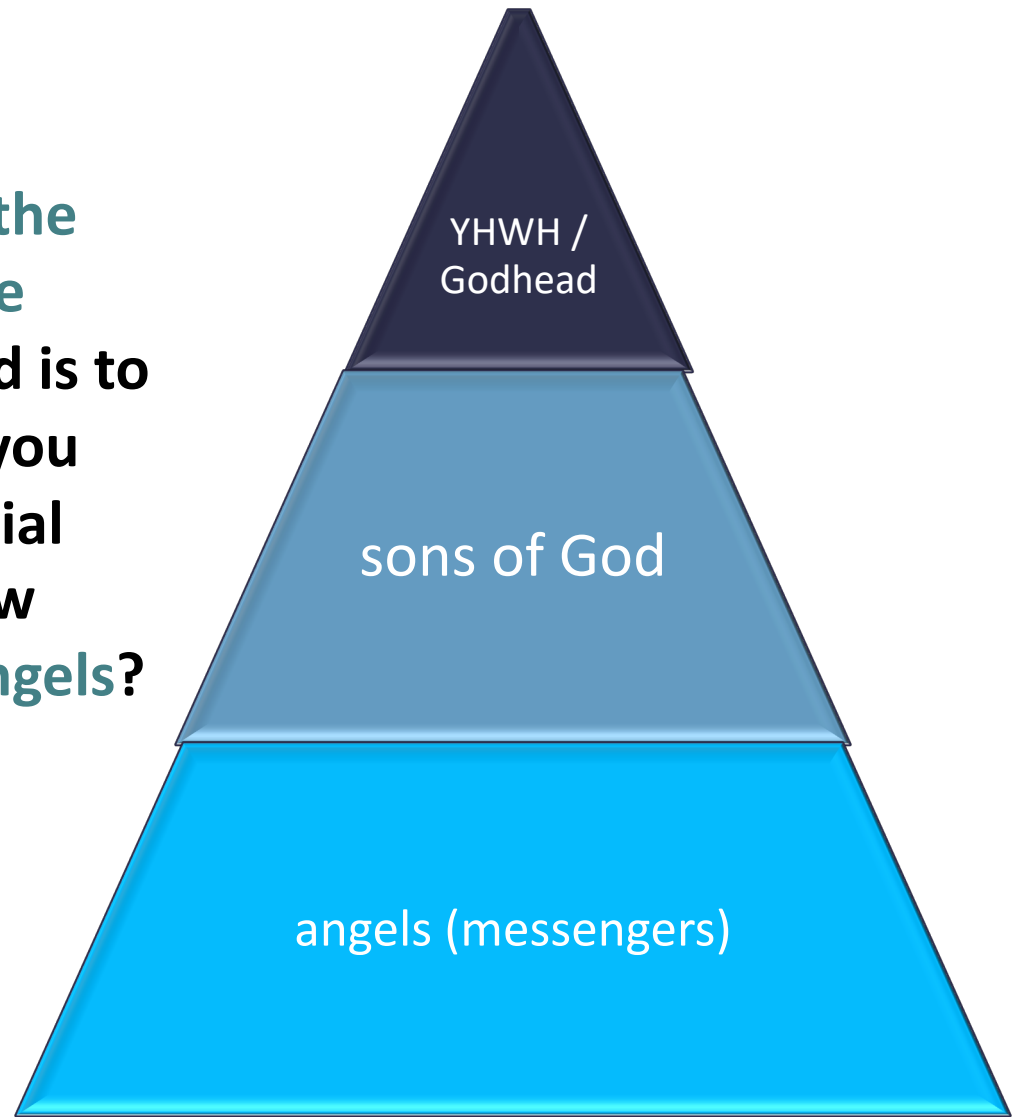 the
e
d is to
you
ial
w
ngels?
YHWH /
Godhead
sons of God
angels (messengers)